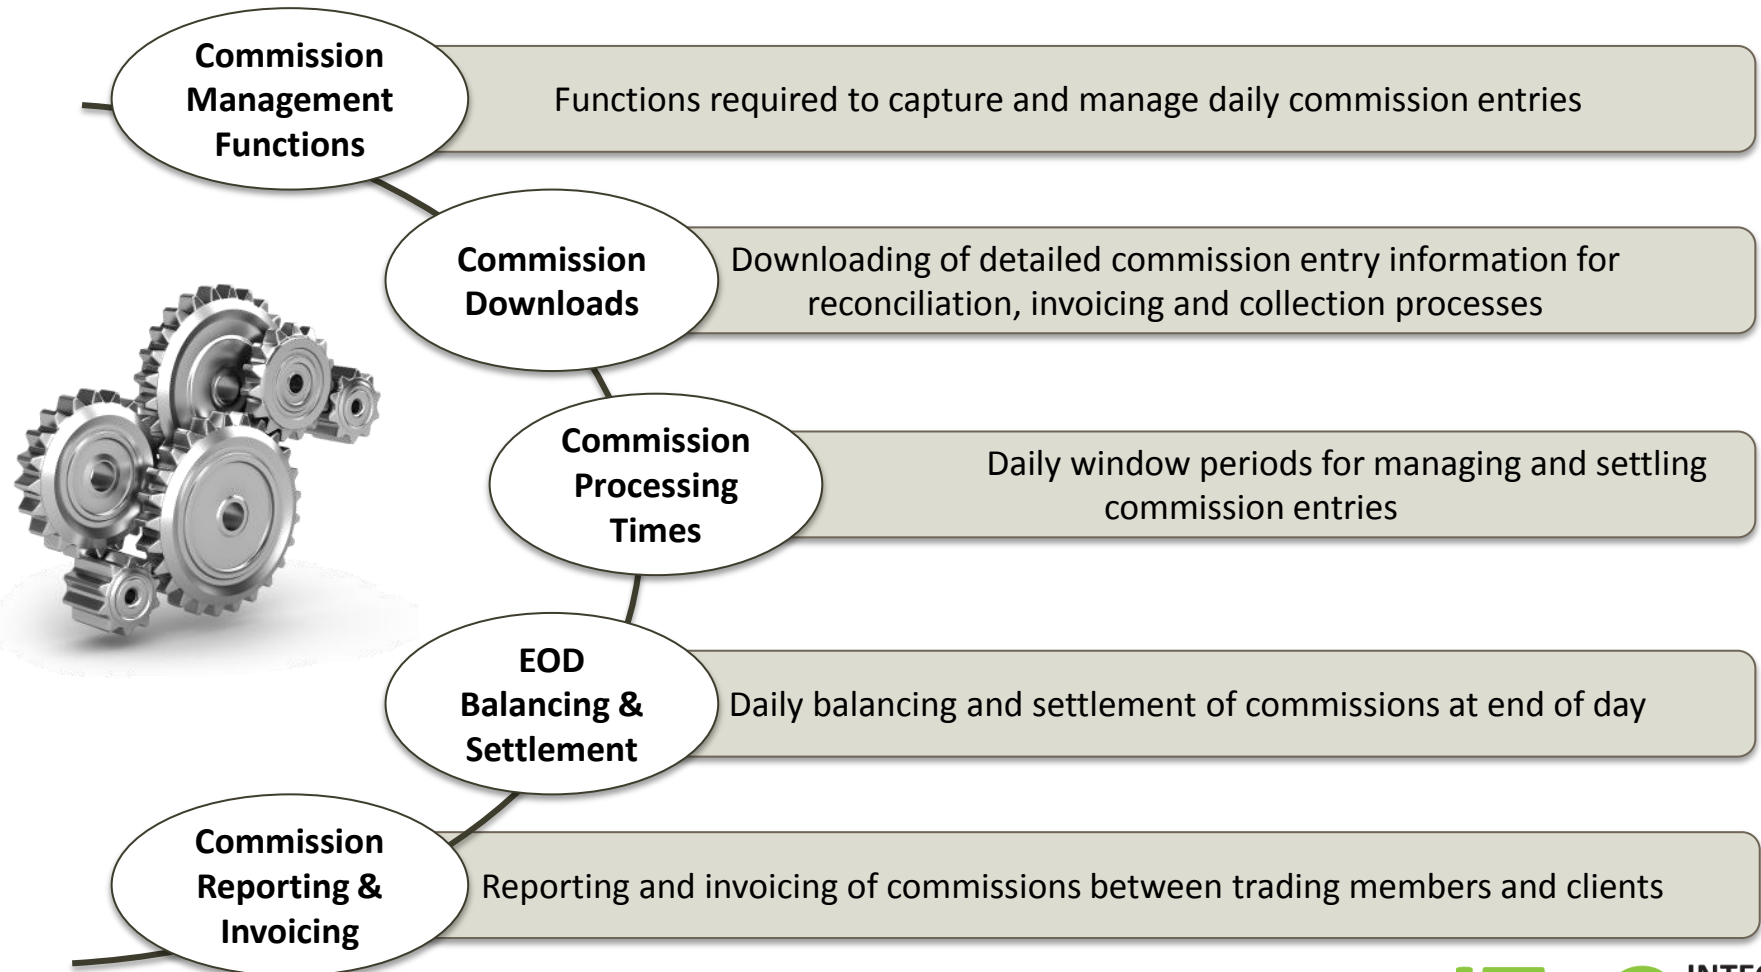 Commission
Management
Functions
Functions required to capture and manage daily commission entries
Commission
Downloads
Downloading of detailed commission entry information for
reconciliation, invoicing and collection processes
Commission
Processing
Times
Daily window periods for managing and settling
commission entries
EOD
Balancing &
Settlement
Daily balancing and settlement of commissions at end of day
Commission
Reporting &
Invoicing
Reporting and invoicing of commissions between trading members and clients